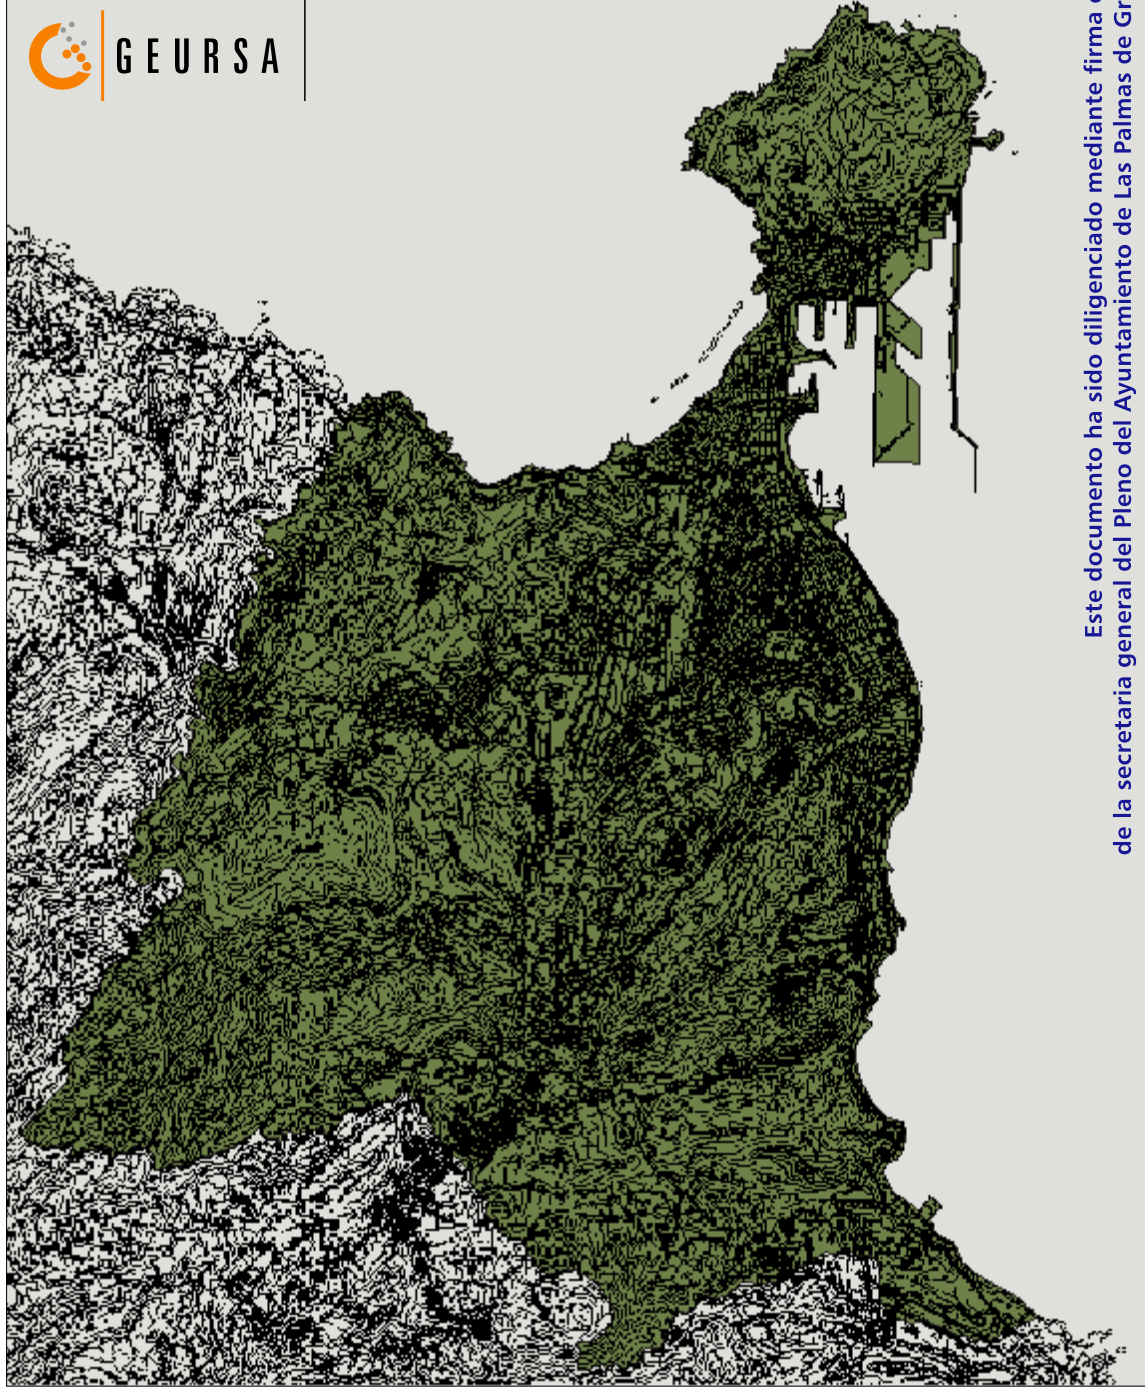 GEURSA
Este documento ha sido diligenciado mediante firma
de la secretaria general del Pleno del Ayuntamiento de Las Palmas de